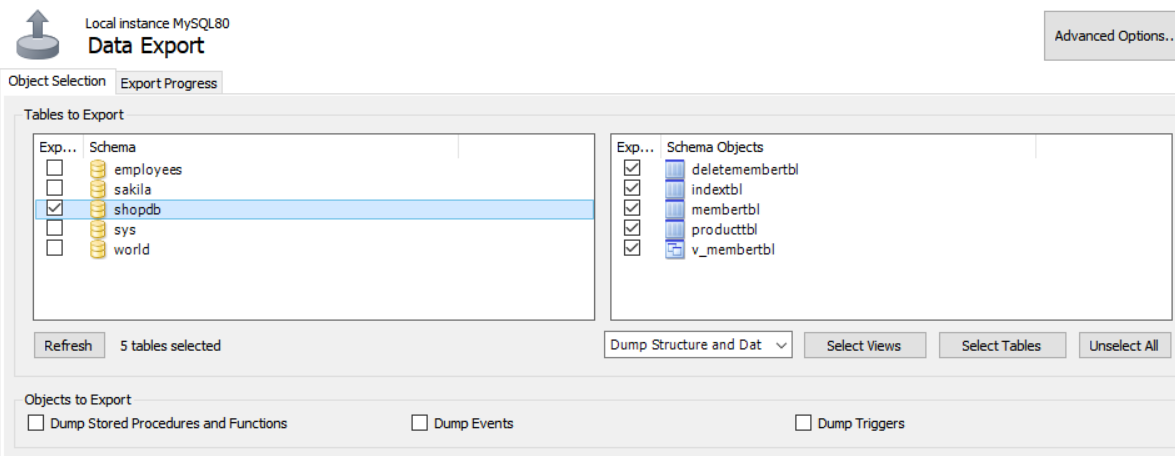 Local instance MySQL80
Data Export
Advanced Options..
Object Selection Export Progress
Tables to Export
Exp... Schema
employees
sakila
shopdb
sys
world
Exp... Schema Objects
deletemembertbl
indextbl
membertbl
producttbl
v_membertbl
Refresh 5 tables selected Dump Structure and Dat Select Views Select Tables Unselect All
Objects to Export
Dump Stored Procedures and Functions Dump Events Dump Triggers